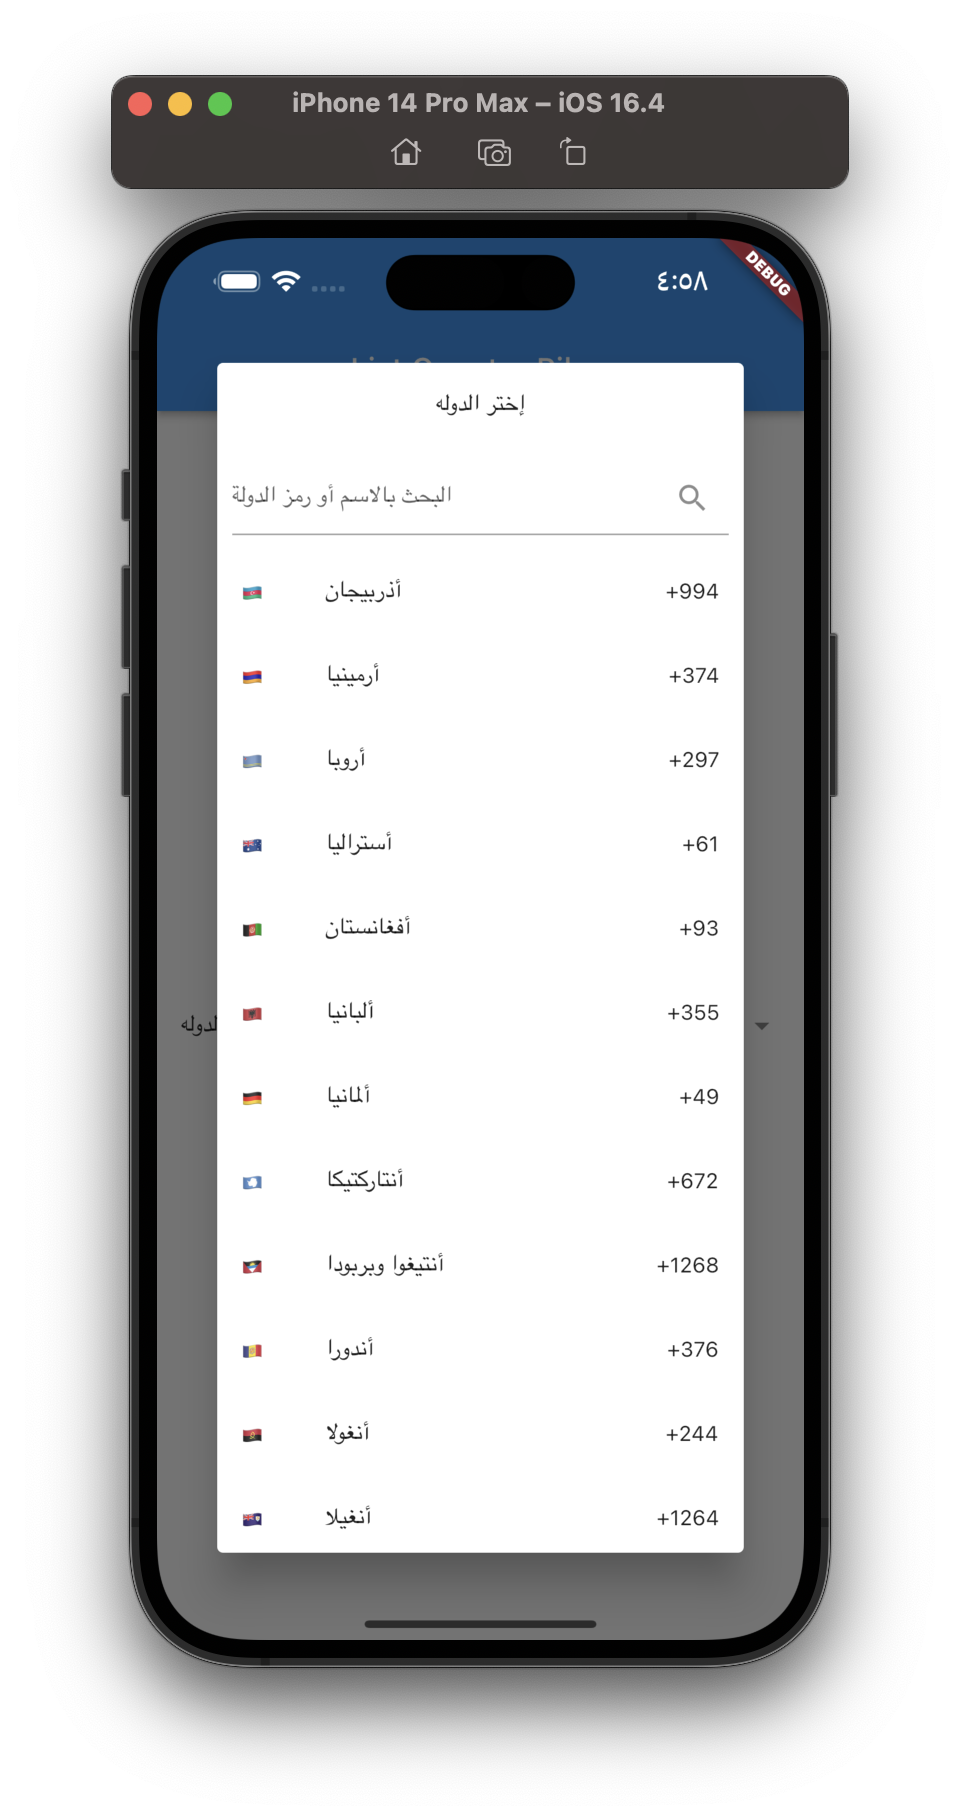 iPhone 14 Pro Max – iOS 16.4
٤:٥٨
DEBUG
إختر الدوله
البحث بالاسم أو رمز الدولة
أذربيجان +994
أرمينيا +374
أروبا +297
أستراليا +61
أفغانستان +93
ألبانيا +355
ألمانيا +49
أنتاركتيكا +672
أنتيغوا وبربودا +1268
أندورا +376
أنغولا +244
أنغيلا +1264